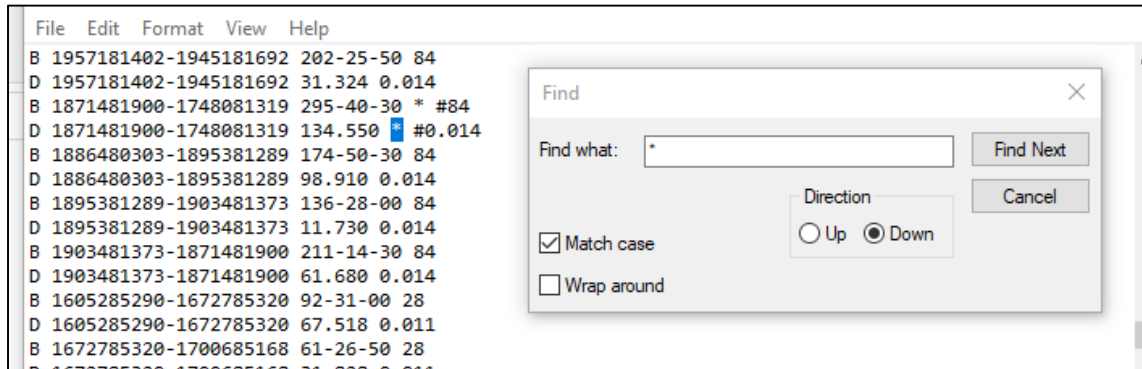 File Edit Format View Help
B 1957181402-1945181692 202-25-50 84
D 1957181402-1945181692 31.324 0.014
B 1871481900-1748081319 295-40-30 * #84
D 1871481900-1748081319 134.550 * #0.014
B 1886480303-1895381289 174-50-30 84
D 1886480303-1895381289 98.910 0.014
B 1895381289-1903481373 136-28-00 84
D 1895381289-1903481373 11.730 0.014
B 1903481373-1871481900 211-14-30 84
D 1903481373-1871481900 61.680 0.014
B 1605285290-1672785320 92-31-00 28
D 1605285290-1672785320 67.518 0.011
B 1672785320-1700685168 61-26-50 28
Find
Find what: * Find Next
Direction Cancel
Up Down
Match case
Wrap around